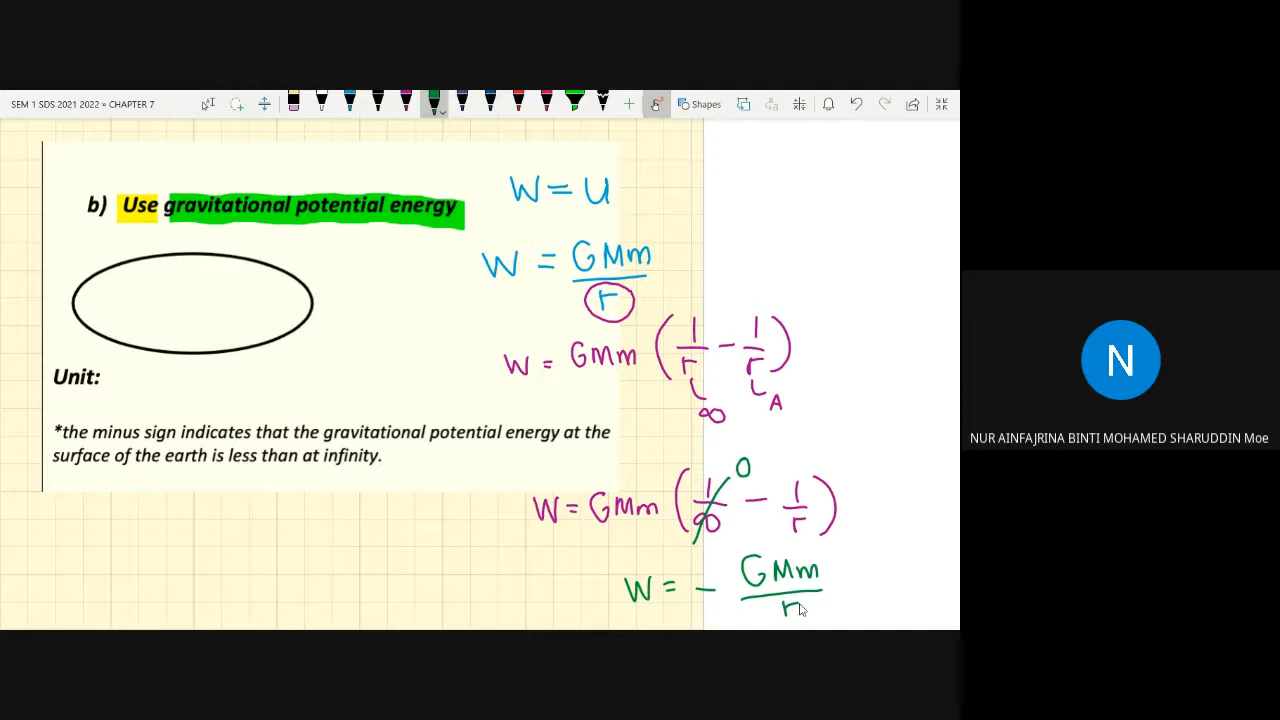 SEM 1 SDS 2021 2022 » CHAPTER 7
Shapes
b) Use gravitational potential energy
W = U
W = GMm
r
W = GMm ( 1/r - 1/r )
∞ A
Unit:
*the minus sign indicates that the gravitational potential energy at the
surface of the earth is less than at infinity.
0
W = GMm ( 1/∞ - 1/r )
W = - GMm
r
N
NUR AINFAJRINA BINTI MOHAMED SHARUDDIN Moe